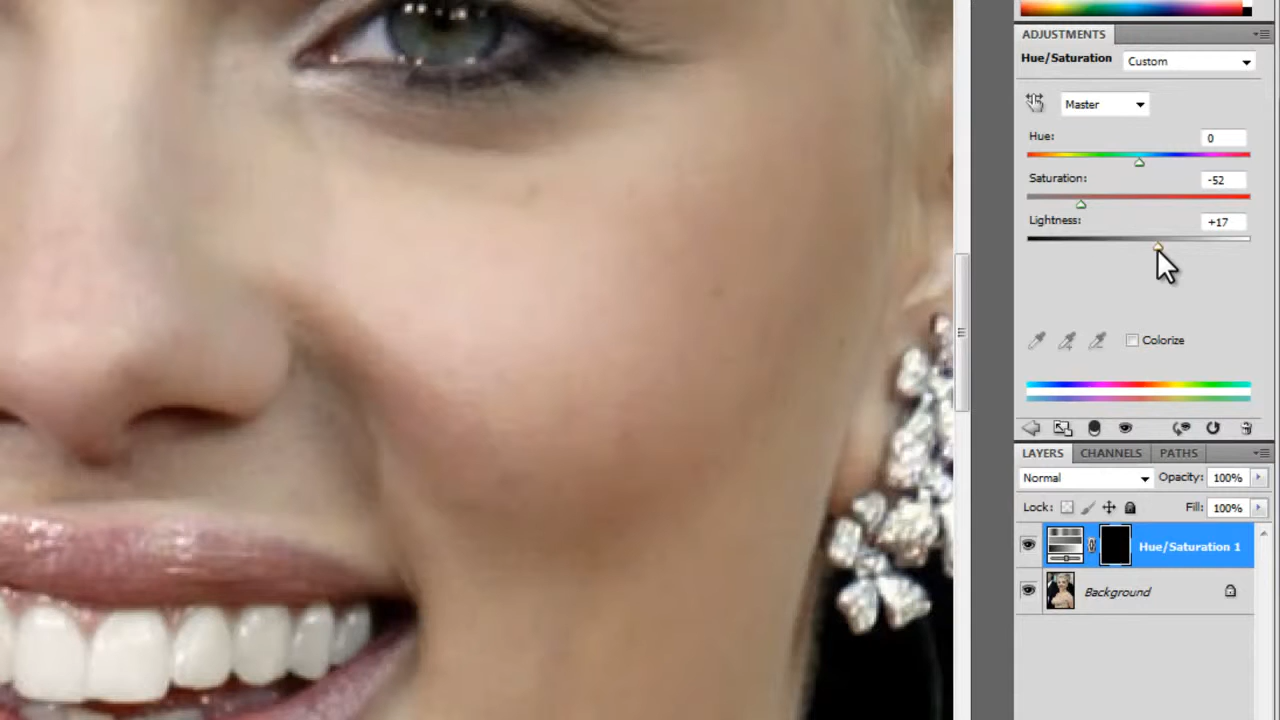 ADJUSTMENTS
Hue/Saturation Custom
Master
Hue: 0
Saturation: -52
Lightness: +17
Colorize
LAYERS CHANNELS PATHS
Normal Opacity: 100%
Lock: Fill: 100%
Hue/Saturation 1
Background